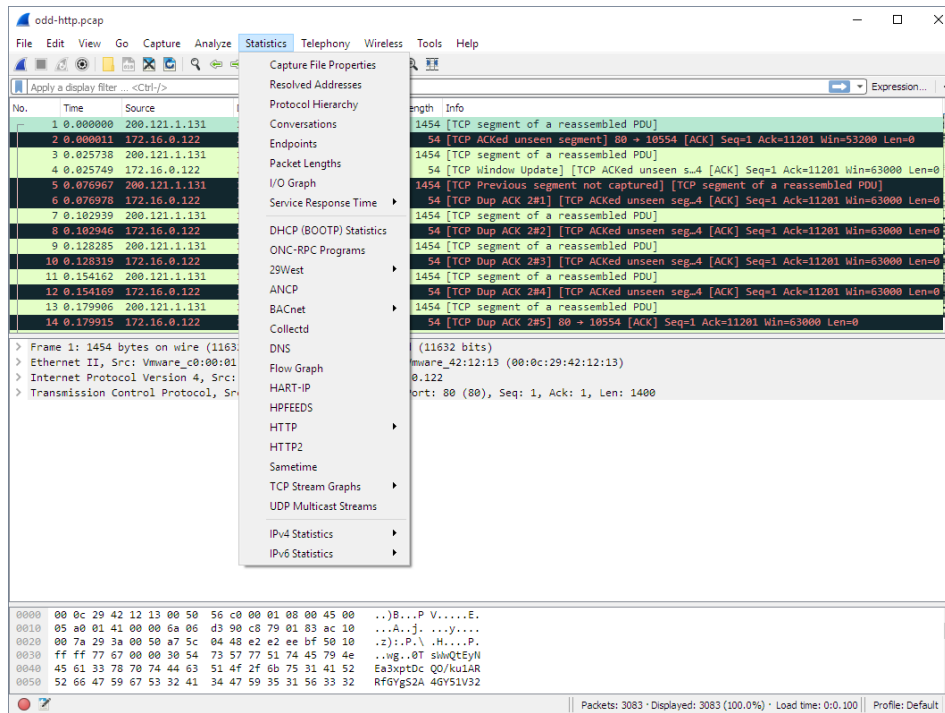 odd-http.pcap
File Edit View Go Capture Analyze Statistics Telephony Wireless Tools Help
Apply a display filter ... <Ctrl-/> Expression...
No. Time Source ength Info
1 0.000000 200.121.1.131 1454 [TCP segment of a reassembled PDU]
2 0.000011 172.16.0.122 54 [TCP ACKed unseen segment] 80 → 10554 [ACK] Seq=1 Ack=11201 Win=53200 Len=0
3 0.025738 200.121.1.131 1454 [TCP segment of a reassembled PDU]
4 0.025749 172.16.0.122 54 [TCP Window Update] [TCP ACKed unseen s…4 [ACK] Seq=1 Ack=11201 Win=63000 Len=0
5 0.076967 200.121.1.131 1454 [TCP Previous segment not captured] [TCP segment of a reassembled PDU]
6 0.076978 172.16.0.122 54 [TCP Dup ACK 2#1] [TCP ACKed unseen seg…4 [ACK] Seq=1 Ack=11201 Win=63000 Len=0
7 0.102939 200.121.1.131 1454 [TCP segment of a reassembled PDU]
8 0.102946 172.16.0.122 54 [TCP Dup ACK 2#2] [TCP ACKed unseen seg…4 [ACK] Seq=1 Ack=11201 Win=63000 Len=0
9 0.128285 200.121.1.131 1454 [TCP segment of a reassembled PDU]
10 0.128319 172.16.0.122 54 [TCP Dup ACK 2#3] [TCP ACKed unseen seg…4 [ACK] Seq=1 Ack=11201 Win=63000 Len=0
11 0.154162 200.121.1.131 1454 [TCP segment of a reassembled PDU]
12 0.154169 172.16.0.122 54 [TCP Dup ACK 2#4] [TCP ACKed unseen seg…4 [ACK] Seq=1 Ack=11201 Win=63000 Len=0
13 0.179906 200.121.1.131 1454 [TCP segment of a reassembled PDU]
14 0.179915 172.16.0.122 54 [TCP Dup ACK 2#5] 80 → 10554 [ACK] Seq=1 Ack=11201 Win=63000 Len=0
Capture File Properties
Resolved Addresses
Protocol Hierarchy
Conversations
Endpoints
Packet Lengths
I/O Graph
Service Response Time
DHCP (BOOTP) Statistics
ONC-RPC Programs
29West
ANCP
BACnet
Collectd
DNS
Flow Graph
HART-IP
HPFEEDS
HTTP
HTTP2
Sametime
TCP Stream Graphs
UDP Multicast Streams
IPv4 Statistics
IPv6 Statistics
> Frame 1: 1454 bytes on wire (1163 (11632 bits)
> Ethernet II, Src: Vmware_c0:00:01 mware_42:12:13 (00:0c:29:42:12:13)
> Internet Protocol Version 4, Src: 0.122
> Transmission Control Protocol, Sr ort: 80 (80), Seq: 1, Ack: 1, Len: 1400
0000 00 0c 29 42 12 13 00 50 56 c0 00 01 08 00 45 00 ..)B...P V.....E.
0010 05 a0 01 41 00 00 6a 06 d3 90 c8 79 01 83 ac 10 ...A..j. ...y....
0020 00 7a 29 3a 00 50 a7 5c 04 48 e2 e2 ee bf 50 10 .z):.P.\ .H....P.
0030 ff ff 77 67 00 00 30 54 73 57 77 51 74 45 79 4e ..wg..0T sWwQtEyN
0040 45 61 33 78 70 74 44 63 51 4f 2f 6b 75 31 41 52 Ea3xptDc QO/ku1AR
0050 52 66 47 59 67 53 32 41 34 47 59 35 31 56 33 32 RfGYgS2A 4GY51V32
Packets: 3083 · Displayed: 3083 (100.0%) · Load time: 0:0.100 Profile: Default